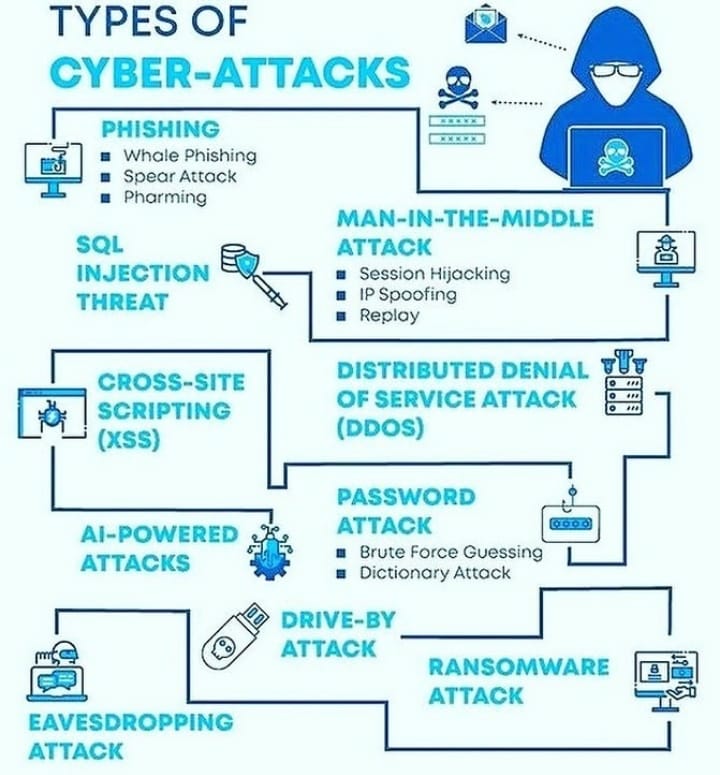 TYPES OF
CYBER-ATTACKS
PHISHING
Whale Phishing
Spear Attack
Pharming
MAN-IN-THE-MIDDLE
ATTACK
Session Hijacking
IP Spoofing
Replay
SQL
INJECTION
THREAT
DISTRIBUTED DENIAL
OF SERVICE ATTACK
(DDOS)
CROSS-SITE
SCRIPTING
(XSS)
PASSWORD
ATTACK
Brute Force Guessing
Dictionary Attack
AI-POWERED
ATTACKS
DRIVE-BY
ATTACK
RANSOMWARE
ATTACK
EAVESDROPPING
ATTACK